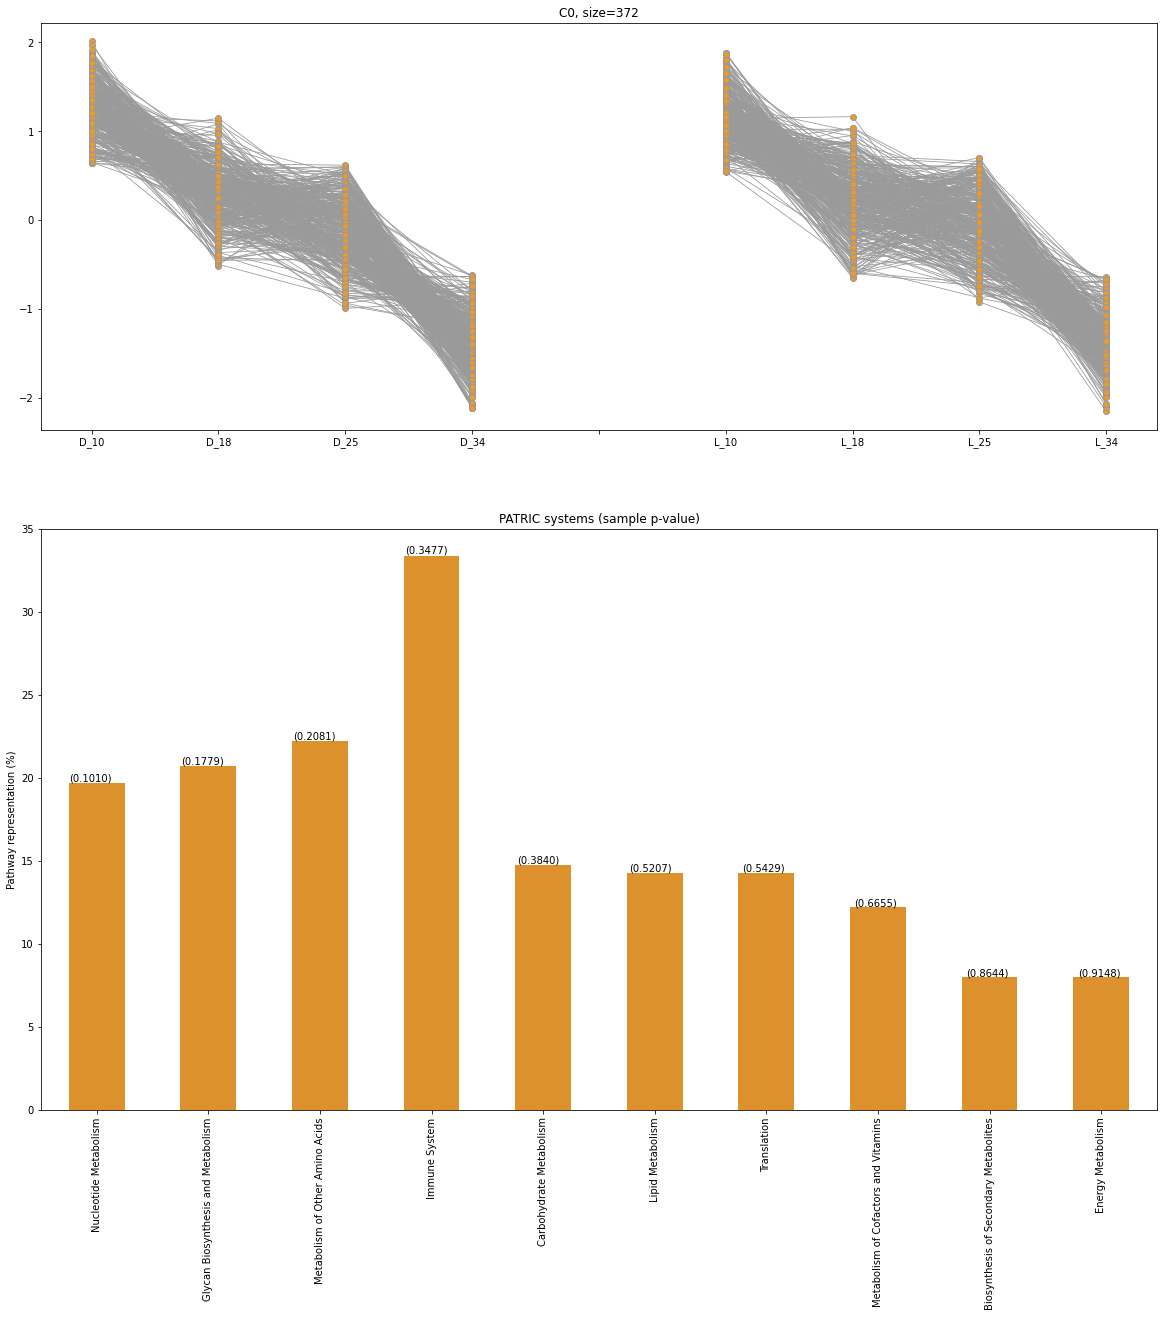 C0, size=372
2
1
0
−1
−2
D_10 D_18 D_25 D_34 L_10 L_18 L_25 L_34
PATRIC systems (sample p-value)
Pathway representation (%)
35
30
25
20
15
10
5
0
(0.1010)
(0.1779)
(0.2081)
(0.3477)
(0.3840)
(0.5207)
(0.5429)
(0.6655)
(0.8644)
(0.9148)
Nucleotide Metabolism
Glycan Biosynthesis and Metabolism
Metabolism of Other Amino Acids
Immune System
Carbohydrate Metabolism
Lipid Metabolism
Translation
Metabolism of Cofactors and Vitamins
Biosynthesis of Secondary Metabolites
Energy Metabolism